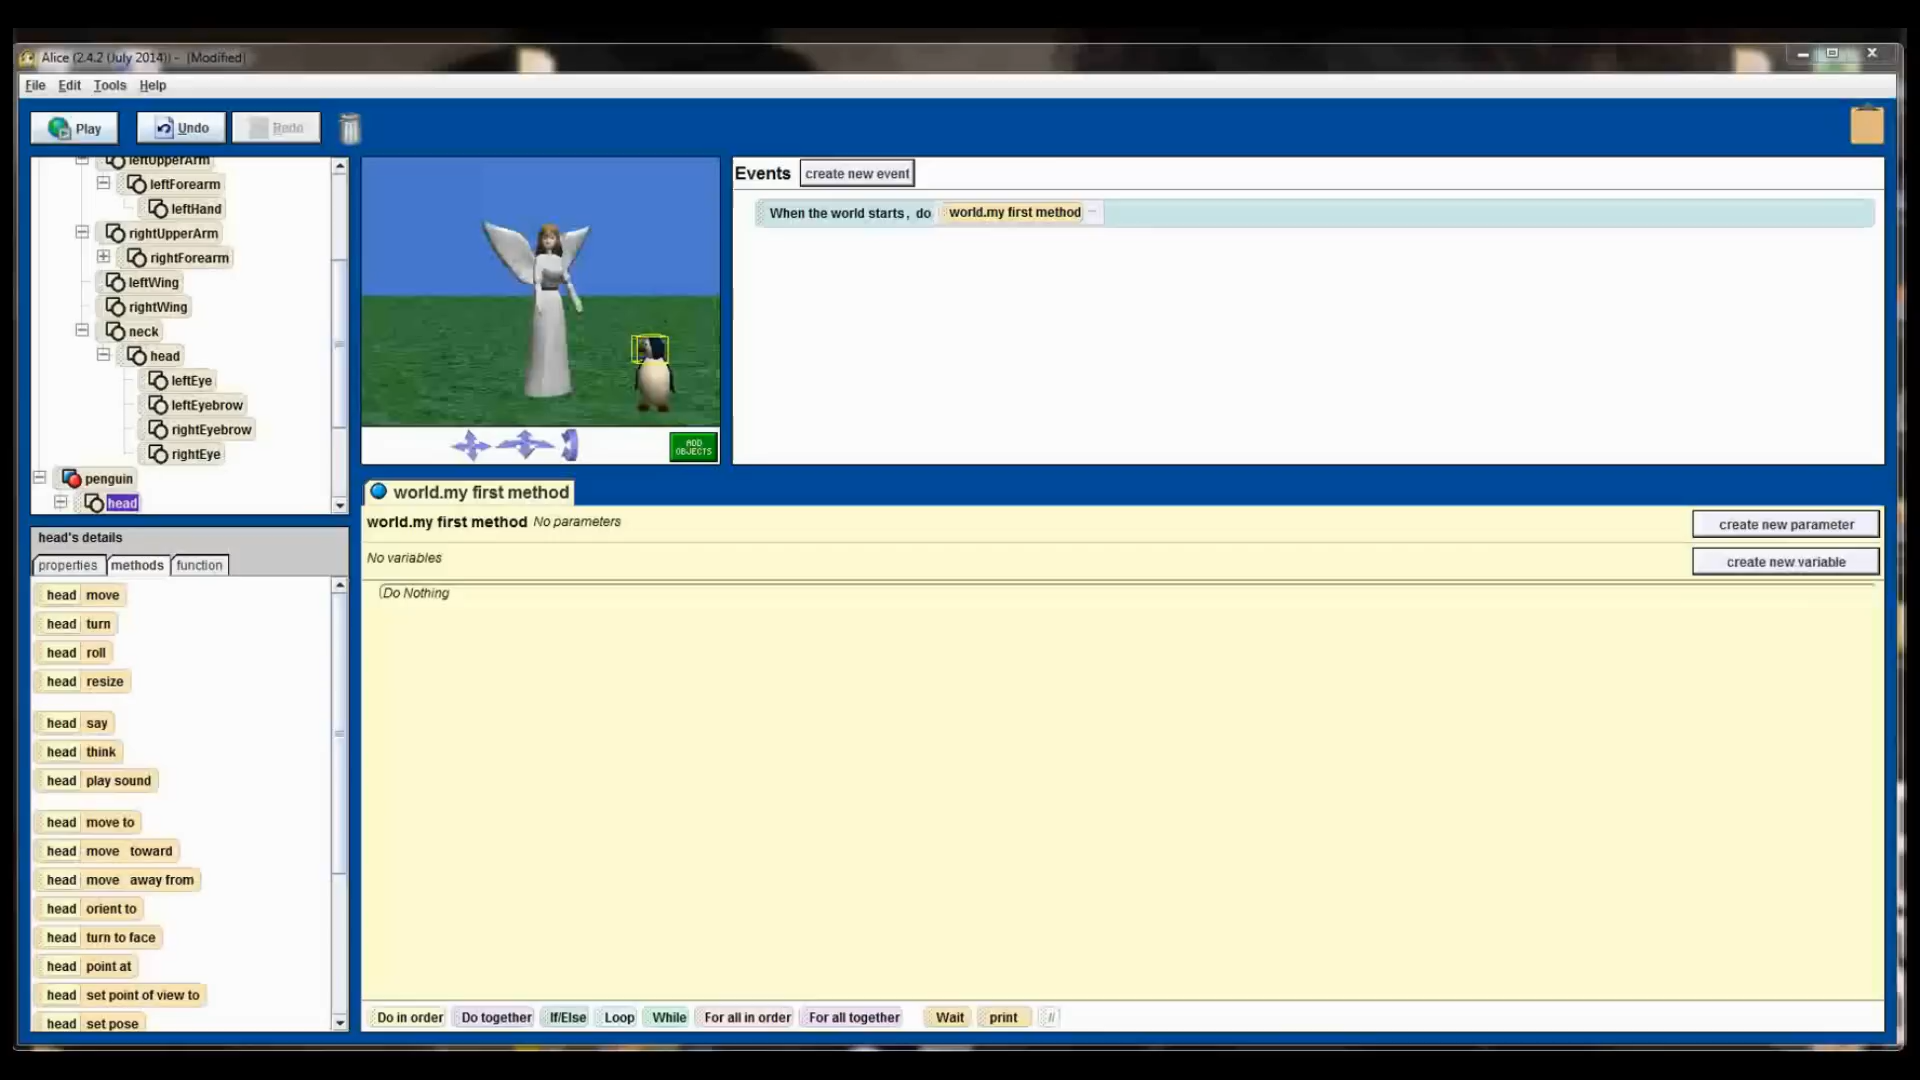 Alice (2.4.2 (July 2014)) - (Modified)
File Edit Tools Help
Play Undo Redo
leftUpperArm
leftForearm
leftHand
rightUpperArm
rightForearm
leftWing
rightWing
neck
head
leftEye
leftEyebrow
rightEyebrow
rightEye
penguin
head
ADD
OBJECTS
Events create new event
When the world starts, do world.my first method
head's details
properties methods function
head move
head turn
head roll
head resize
head say
head think
head play sound
head move to
head move toward
head move away from
head orient to
head turn to face
head point at
head set point of view to
head set pose
world.my first method
world.my first method No parameters
create new parameter
No variables
create new variable
(Do Nothing
Do in order Do together If/Else Loop While For all in order For all together Wait print //